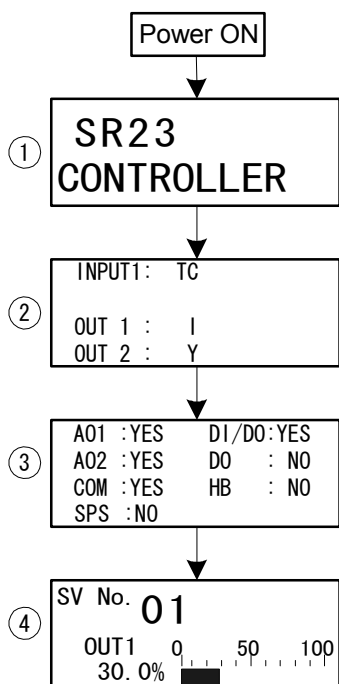 Power ON
①
SR23
CONTROLLER
②
INPUT1: TC
OUT 1 : I
OUT 2 : Y
③
AO1 :YES DI/DO:YES
AO2 :YES DO : NO
COM :YES HB : NO
SPS :NO
④
SV No. 01
OUT1 0 50 100
30.0%